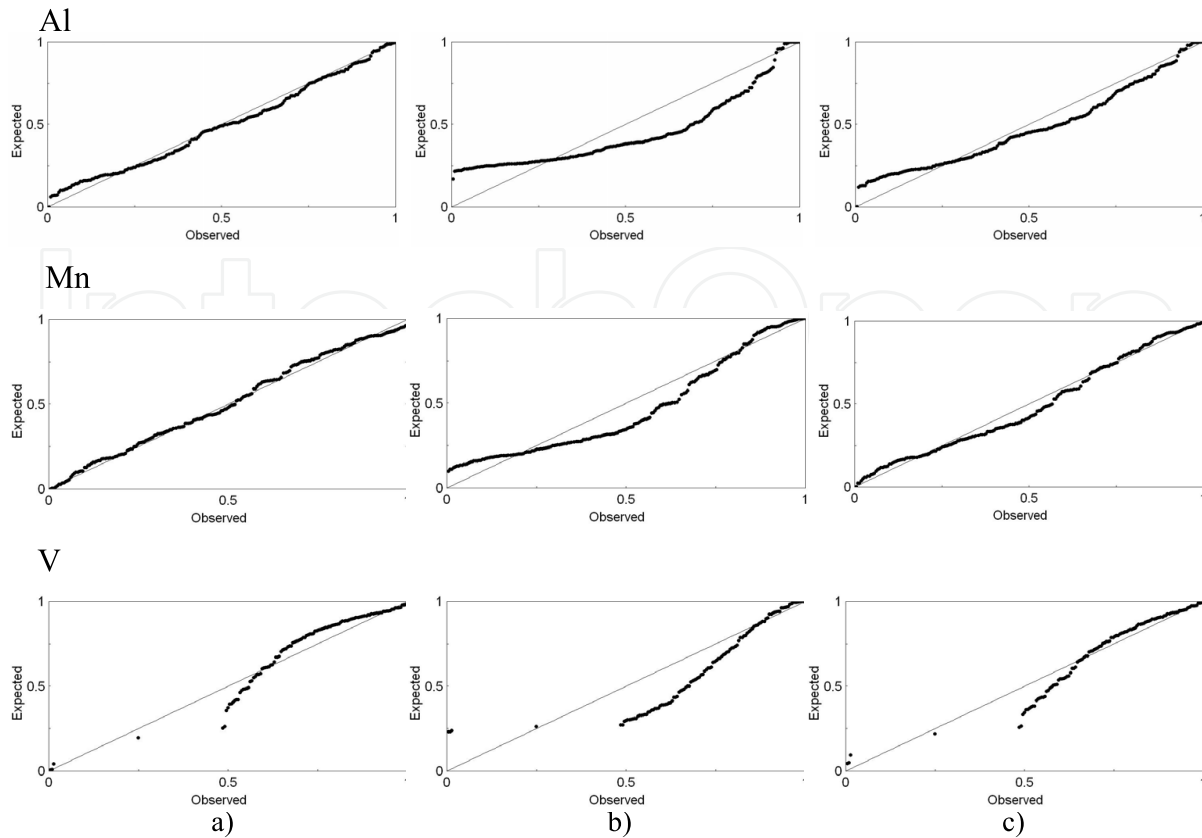 Al
1 1 1
Expected Expected Expected
0.5 0.5 0.5
0 0 0
0 0.5 1 0 0.5 1 0 0.5 1
Observed Observed Observed
IntechOpen
Mn
1 1 1
Expected Expected Expected
0.5 0.5 0.5
0 0 0
0 0.5 0 0.5 1 0 0.5
Observed Observed Observed
V
1 1 1
Expected Expected Expected
0.5 0.5 0.5
0 0 0
0 0.5 0 0.5 1 0 0.5
Observed Observed Observed
a) b) c)